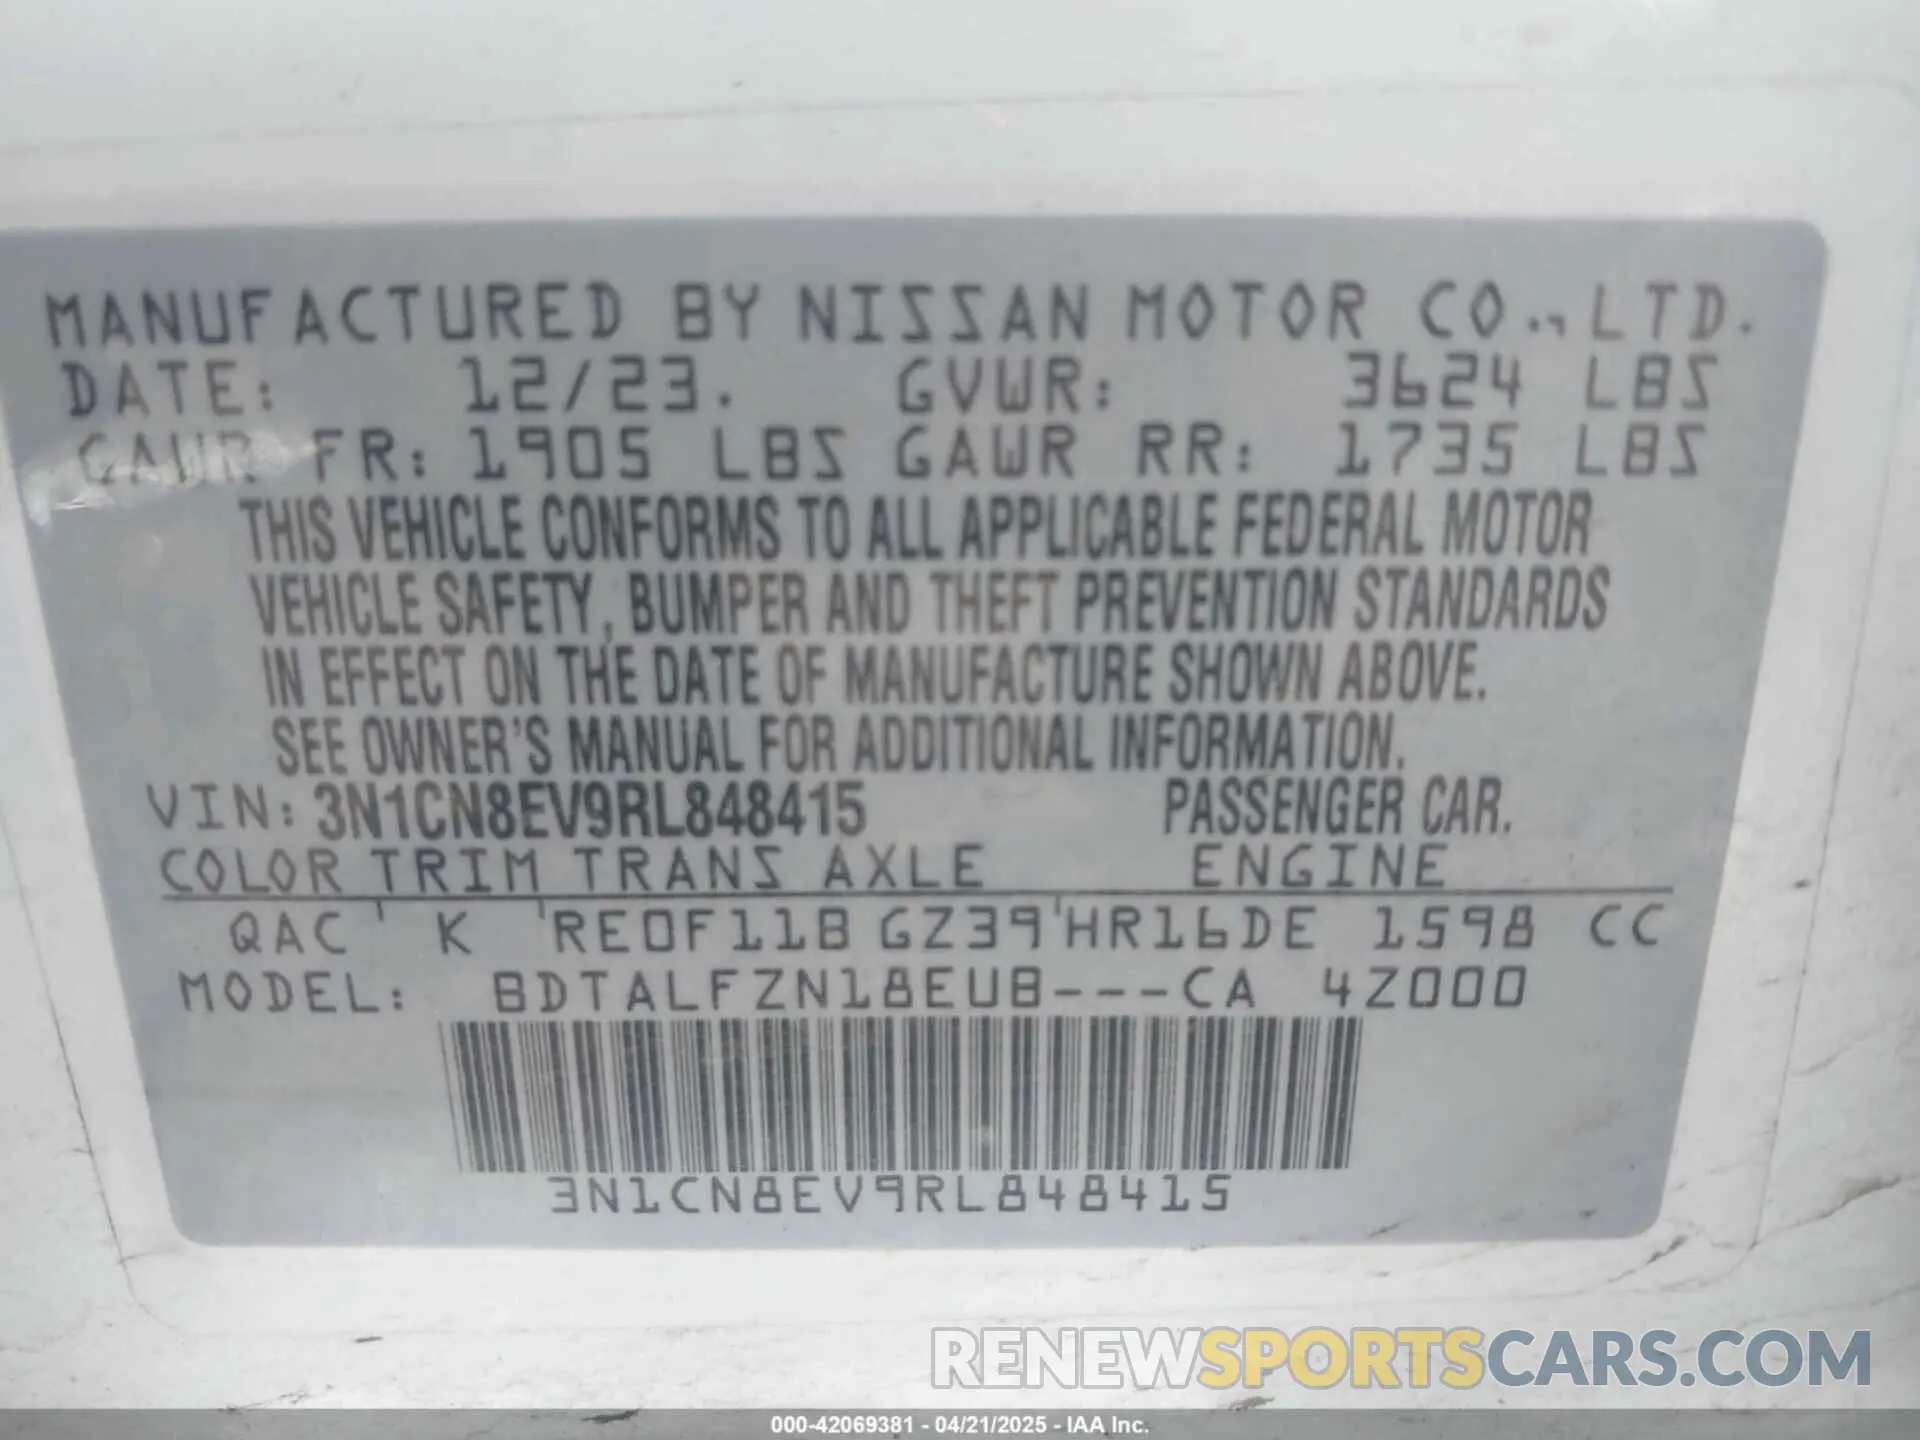 MANUFACTURED BY NISSAN MOTOR CO., LTD.
DATE: 12/23. GVWR: 3624 LBS
GAWR FR: 1905 LBS GAWR RR: 1735 LBS
THIS VEHICLE CONFORMS TO ALL APPLICABLE FEDERAL MOTOR
VEHICLE SAFETY, BUMPER AND THEFT PREVENTION STANDARDS
IN EFFECT ON THE DATE OF MANUFACTURE SHOWN ABOVE.
SEE OWNER'S MANUAL FOR ADDITIONAL INFORMATION.
VIN: 3N1CN8EV9RL848415 PASSENGER CAR.
COLOR TRIM TRANS AXLE ENGINE
QAC ' K ' RE0F11B GZ39 ' HR16DE 1598 CC
MODEL: BDTALFZN18EUB---CA 4Z000
3N1CN8EV9RL848415
RENEWSPORTSCARS.COM
000-42069381 - 04/21/2025 - IAA Inc.